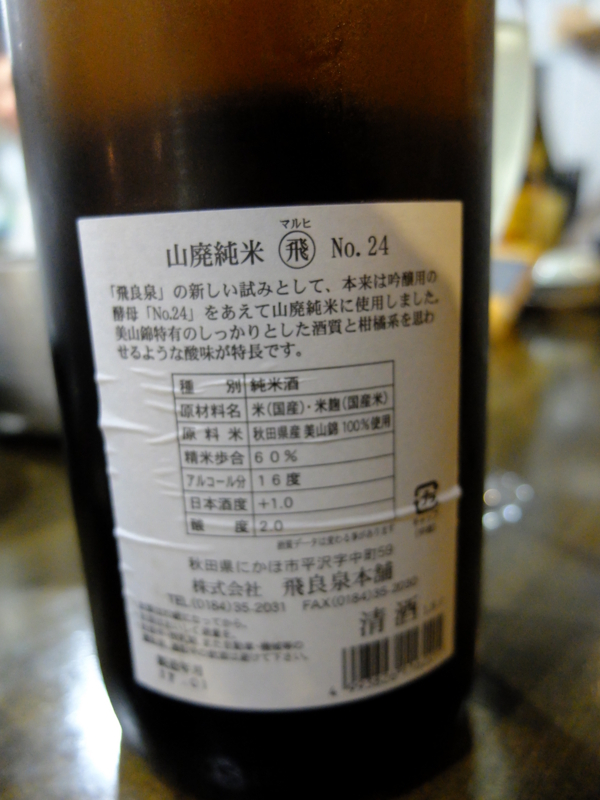 マルヒ
山廃純米 飛 No.24
「飛良泉」の新しい試みとして、本来は吟醸用の
酵母「No.24」をあえて山廃純米に使用しました。
美山錦特有のしっかりとした酒質と柑橘系を思わ
せるような酸味が特長です。
種 別 純米酒
原材料名 米(国産)・米麹(国産米)
原料米 秋田県産美山錦100%使用
精米歩合 60%
アルコール分 16度
日本酒度 +1.0
酸 度 2.0
秋田県にかほ市平沢字中町59
株式会社 飛良泉本舗
TEL(0184)35-2031 FAX(0184)35-2030
清酒
製造年月